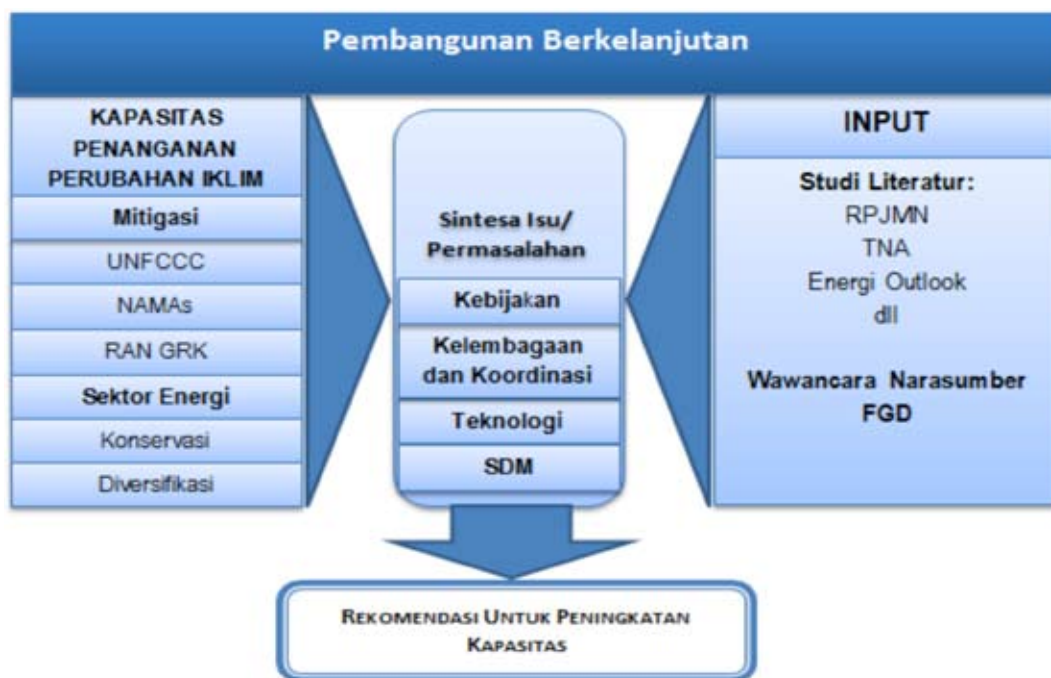 Pembangunan Berkelanjutan
KAPASITAS
PENANGANAN
PERUBAHAN IKLIM
Mitigasi
UNFCCC
NAMAs
RAN GRK
Sektor Energi
Konservasi
Diversifikasi
Sintesa Isu/
Permasalahan
Kebijakan
Kelembagaan
dan Koordinasi
Teknologi
SDM
INPUT
Studi Literatur:
RPJMN
TNA
Energi Outlook
dll
Wawancara Narasumber
FGD
REKOMENDASI UNTUK PENINGKATAN
KAPASITAS